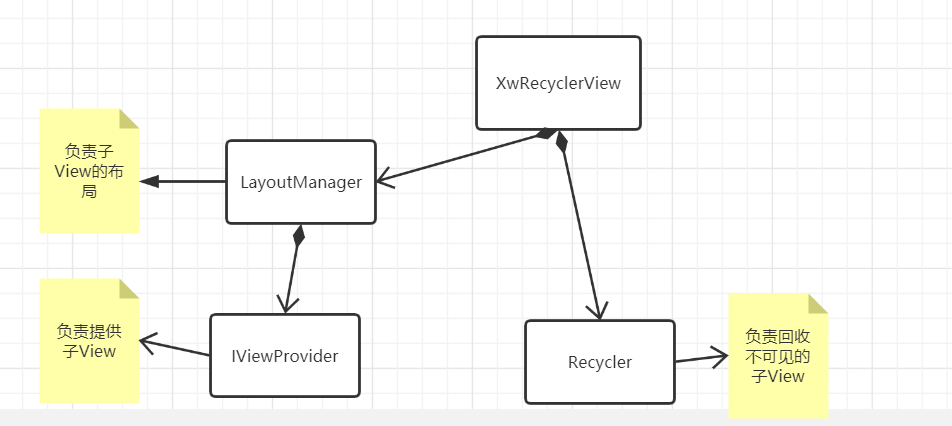 XwRecyclerView
负责子
View的布
局
LayoutManager
负责提供
子View
IViewProvider
Recycler
负责回收
不可见的
子View